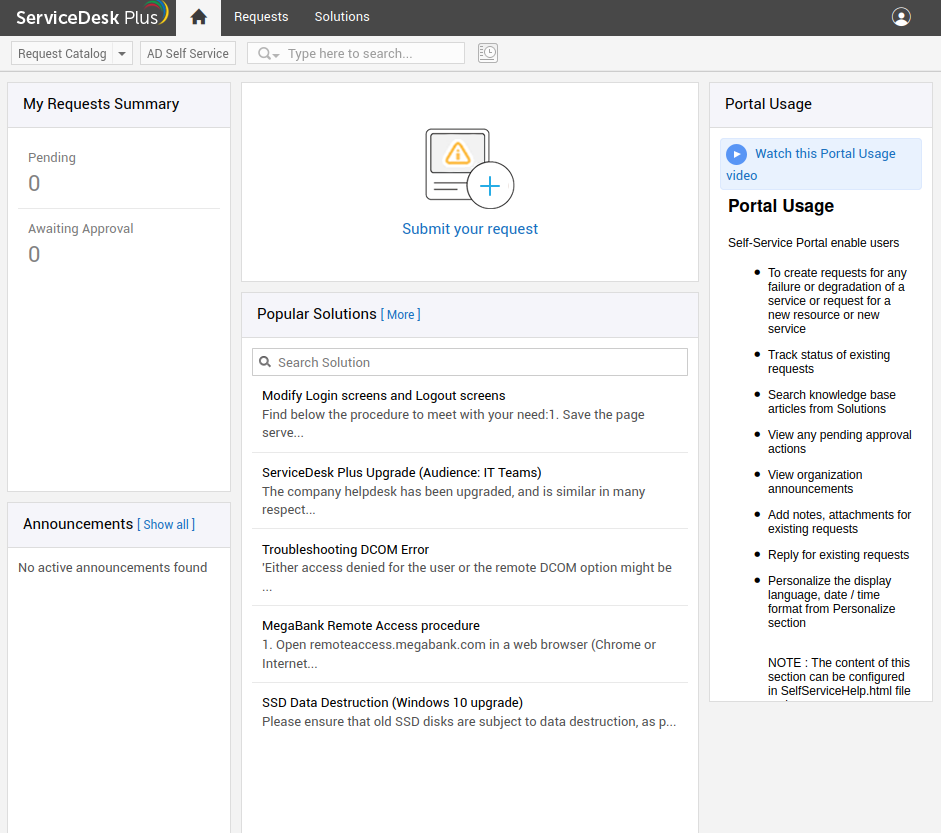 ServiceDesk Plus
Requests
Solutions
Request Catalog
AD Self Service
Type here to search...
My Requests Summary
Pending
0
Awaiting Approval
0
Announcements [ Show all ]
No active announcements found
Submit your request
Popular Solutions [ More ]
Search Solution
Modify Login screens and Logout screens
Find below the procedure to meet with your need:1. Save the page
serve...
ServiceDesk Plus Upgrade (Audience: IT Teams)
The company helpdesk has been upgraded, and is similar in many
respect...
Troubleshooting DCOM Error
'Either access denied for the user or the remote DCOM option might be
...
MegaBank Remote Access procedure
1. Open remoteaccess.megabank.com in a web browser (Chrome or
Internet...
SSD Data Destruction (Windows 10 upgrade)
Please ensure that old SSD disks are subject to data destruction, as p...
Portal Usage
Watch this Portal Usage
video
Portal Usage
Self-Service Portal enable users
• To create requests for any
failure or degradation of a
service or request for a
new resource or new
service
• Track status of existing
requests
• Search knowledge base
articles from Solutions
• View any pending approval
actions
• View organization
announcements
• Add notes, attachments for
existing requests
• Reply for existing requests
• Personalize the display
language, date / time
format from Personalize
section
NOTE : The content of this
section can be configured
in SelfServiceHelp.html file